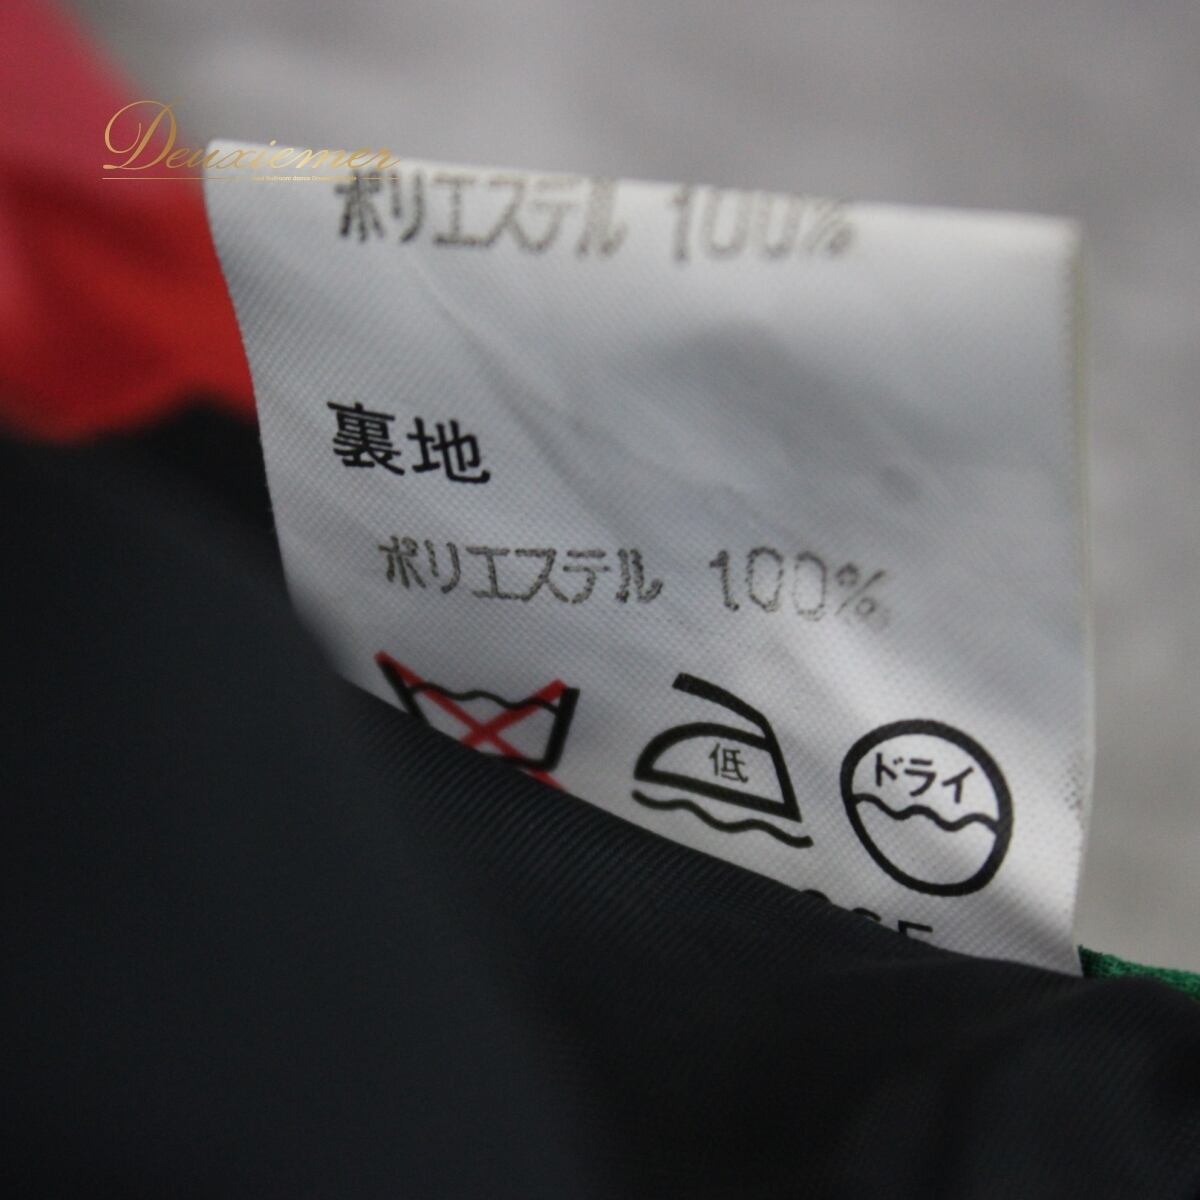 Deuxiemer
ポリエステル 100%
裏地
ポリエステル 100%
低
ドライ